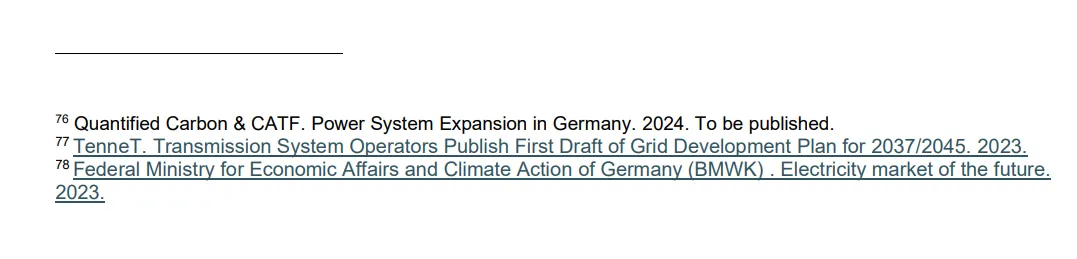 76 Quantified Carbon & CATF. Power System Expansion in Germany. 2024. To be published.
77 TenneT. Transmission System Operators Publish First Draft of Grid Development Plan for 2037/2045. 2023.
78 Federal Ministry for Economic Affairs and Climate Action of Germany (BMWK) . Electricity market of the future.
2023.